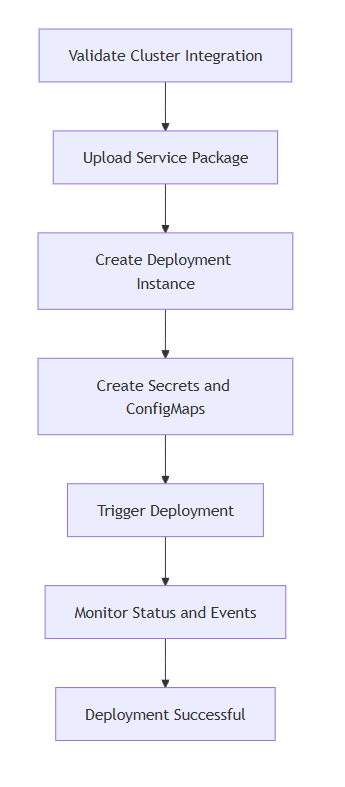 Validate Cluster Integration
Upload Service Package
Create Deployment
Instance
Create Secrets and
ConfigMaps
Trigger Deployment
Monitor Status and Events
Deployment Successful